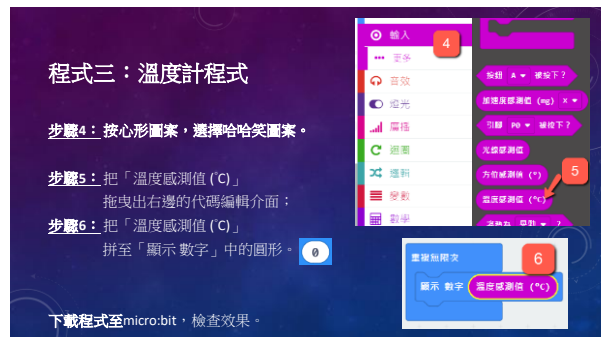 程式三：溫度計程式
步驟4：按心形圖案，選擇哈哈笑圖案。
步驟5：把「溫度感測值(℃)」
拖曳出右邊的代碼編輯介面；
步驟6：把「溫度感測值(℃)」
拼至「顯示 數字」中的圓形。 0
下載程式至micro:bit，檢查效果。
輸入
4
更多
音效
燈光
廣播
迴圈
邏輯
變數
數學
按鈕 A 被按下？
加速度感測值 (mg) X
引腳 P0 被按下？
光線感測值
方位感測值 (°)
5
溫度感測值 (°C)
重複無限次
6
顯示 數字 溫度感測值 (°C)